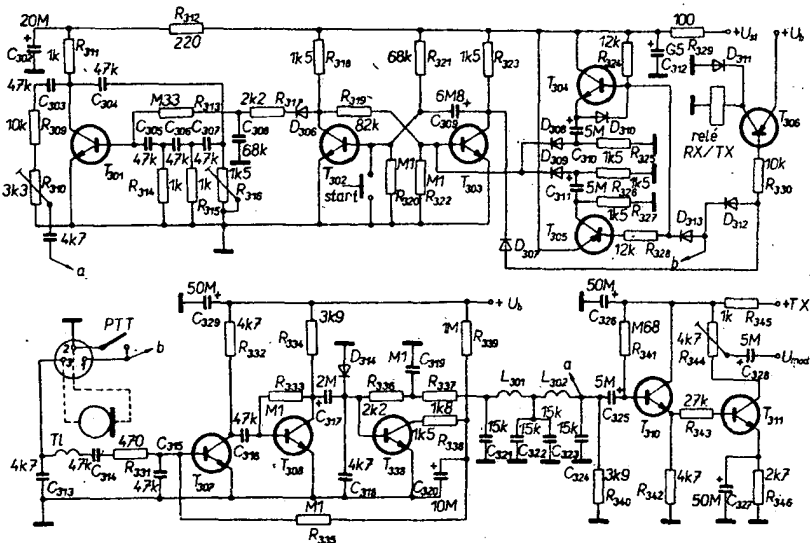 20M
C302
R311
1k
R312
220
47k
C303
47k
C304
10k
R309
3k3
R310
4k7
a
T301
M33
R313
C305
47k
C306
47k
C307
47k
R314
1k
R315
1k
1k5
R316
2k2
R317
C308
68k
D306
1k5
R318
R319
82k
T302
start
68k
R321
6M8
C309
M1
R320
M1
R322
1k5
R323
T303
D307
12k
R324
T304
D308
5M
D310
D309
C310
1k5
R325
C311
5M
R326
1k5
R327
1k5
T305
12k
R328
D313
b
D312
100
R329
G5
C312
+Ust
Ub
D311
T306
relé
RX/TX
10k
R330
PTT
b
2
3
1
4k7
C313
Tl
47k
C314
470
R331
C315
47k
50M
C329
4k7
R332
T307
47k
C316
M1
R333
R334
3k9
T308
2M
C317
D314
4k7
C318
2k2
R336
M1
C319
R337
1k8
T338
1k5
R338
C320
10M
M1
R335
+Ub
1M
R339
L301
L302
a
15k
C321
15k
C322
15k
C323
15k
C324
5M
C325
3k9
R340
50M
C326
M68
R341
T310
4k7
R342
27k
R343
1k
R345
+TX
4k7
R344
5M
C328
Umod
T311
50M
C327
2k7
R346